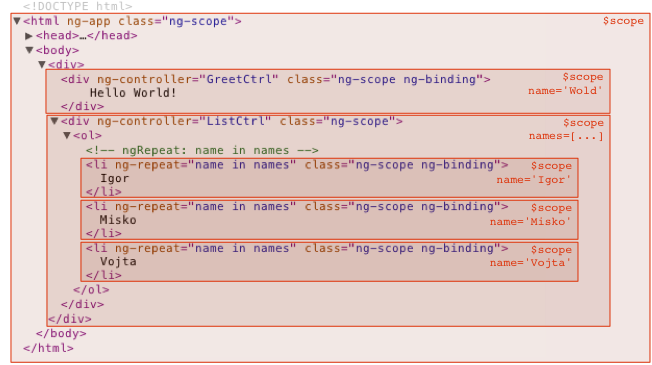 <!DOCTYPE html>
▼<html ng-app class="ng-scope"> $scope
▶<head>…</head>
▼<body>
▼<div>
<div ng-controller="GreetCtrl" class="ng-scope ng-binding"> $scope
Hello World! name='Wold'
</div>
▼<div ng-controller="ListCtrl" class="ng-scope"> $scope
▼<ol> names=[...]
<!-- ngRepeat: name in names -->
<li ng-repeat="name in names" class="ng-scope ng-binding"> $scope
Igor name='Igor'
</li>
<li ng-repeat="name in names" class="ng-scope ng-binding"> $scope
Misko name='Misko'
</li>
<li ng-repeat="name in names" class="ng-scope ng-binding"> $scope
Vojta name='Vojta'
</li>
</ol>
</div>
</div>
</body>
</html>